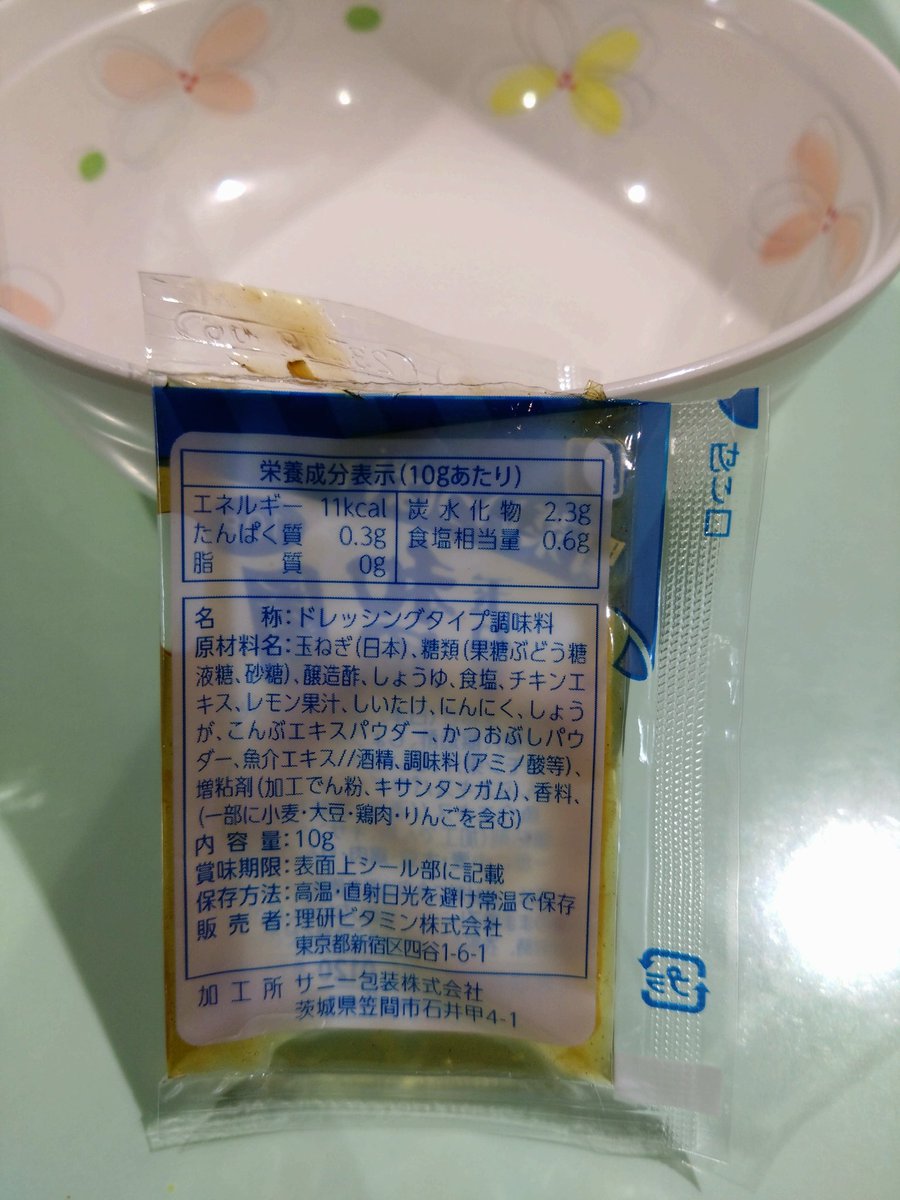 切り口
栄養成分表示(10gあたり)
エネルギー 11kcal 炭水化物 2.3g
たんぱく質 0.3g 食塩相当量 0.6g
脂質 0g
名称:ドレッシングタイプ調味料
原材料名:玉ねぎ(日本)、糖類(果糖ぶどう糖
液糖、砂糖)、醸造酢、しょうゆ、食塩、チキンエ
キス、レモン果汁、しいたけ、にんにく、しょう
が、こんぶエキスパウダー、かつおぶしパウ
ダー、魚介エキス//酒精、調味料(アミノ酸等)、
増粘剤(加工でん粉、キサンタンガム)、香料、
(一部に小麦・大豆・鶏肉・りんごを含む)
内容量:10g
賞味期限:表面上シール部に記載
保存方法:高温・直射日光を避け常温で保存
販売者:理研ビタミン株式会社
東京都新宿区四谷1-6-1
加工所 サニー包装株式会社
茨城県笠間市石井甲4-1
プラ